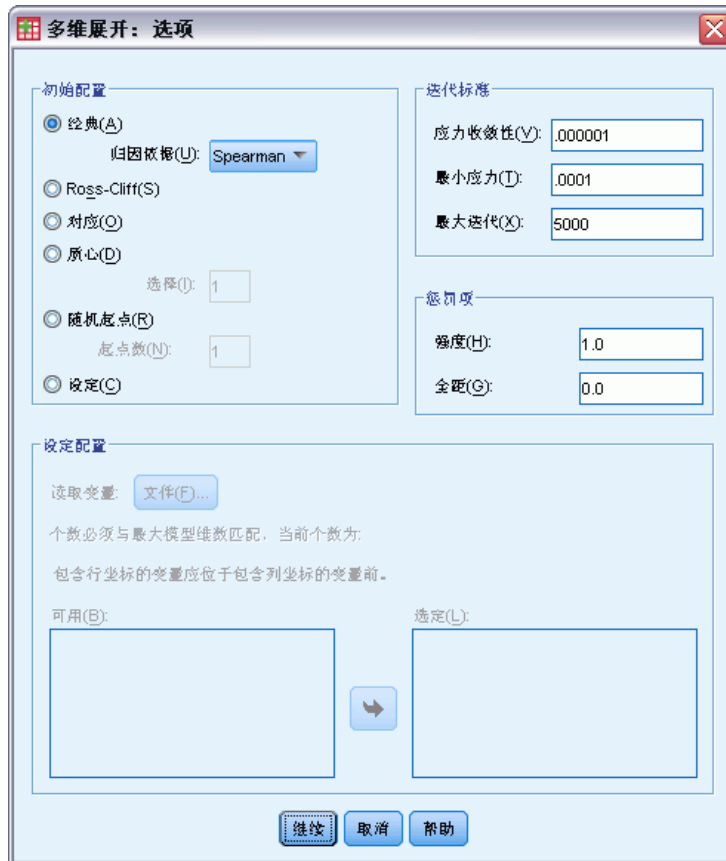 多维展开：选项
初始配置
经典(A)
归因依据(U): Spearman
Ross-Cliff(S)
对应(O)
质心(D)
选择(I): 1
随机起点(R)
起点数(N): 1
设定(C)
迭代标准
应力收敛性(V): .000001
最小应力(T): .0001
最大迭代(X): 5000
惩罚项
强度(H): 1.0
全距(G): 0.0
设定配置
读取变量: 文件(F)...
个数必须与最大模型维数匹配，当前个数为:
包含行坐标的变量应位于包含列坐标的变量前。
可用(B):
选定(L):
继续 取消 帮助